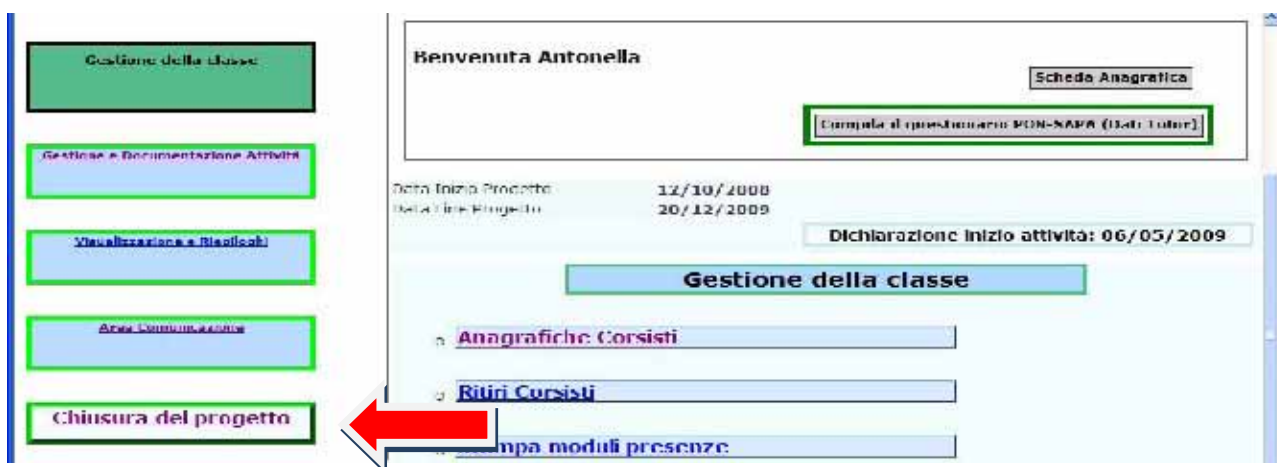 Gestione della classe
Gestione e Documentazione Attività
Visualizzazione e Riepiloghi
Area Comunicazione
Chiusura del progetto
Benvenuta Antonella
Scheda Anagrafica
Compila il questionario PON-SAPA (Dati Tutor)
Data Inizio Progetto 12/10/2008
Data Fine Progetto 20/12/2009
Dichiarazione inizio attività: 06/05/2009
Gestione della classe
Anagrafiche Corsisti
Ritiri Corsisti
moduli presenze